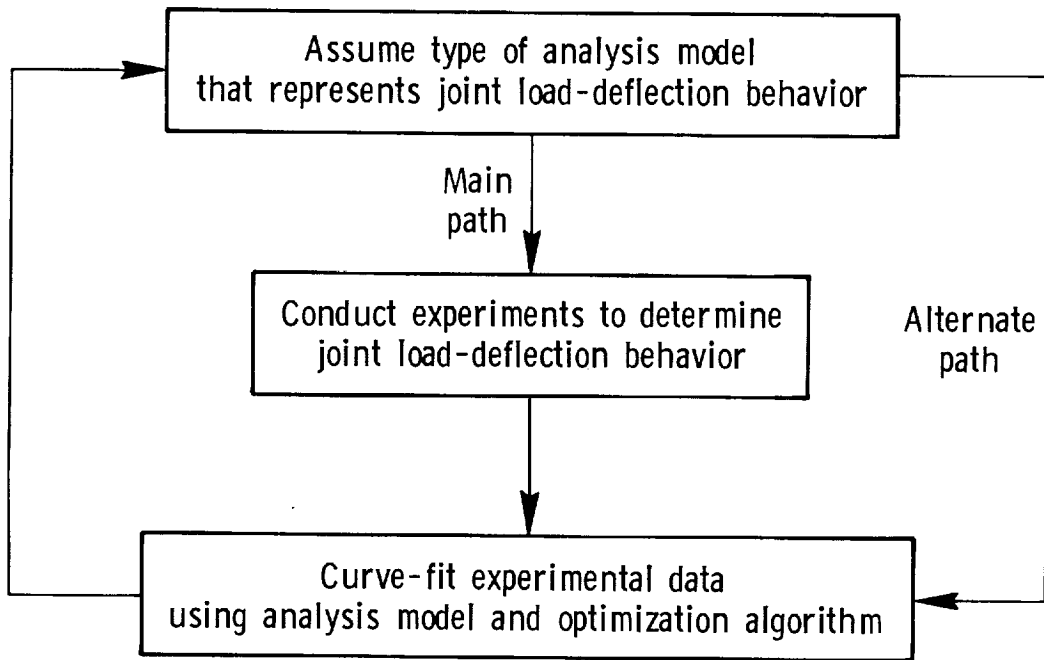 Assume type of analysis model
that represents joint load-deflection behavior
Main
path
Conduct experiments to determine
joint load-deflection behavior
Alternate
path
Curve-fit experimental data
using analysis model and optimization algorithm